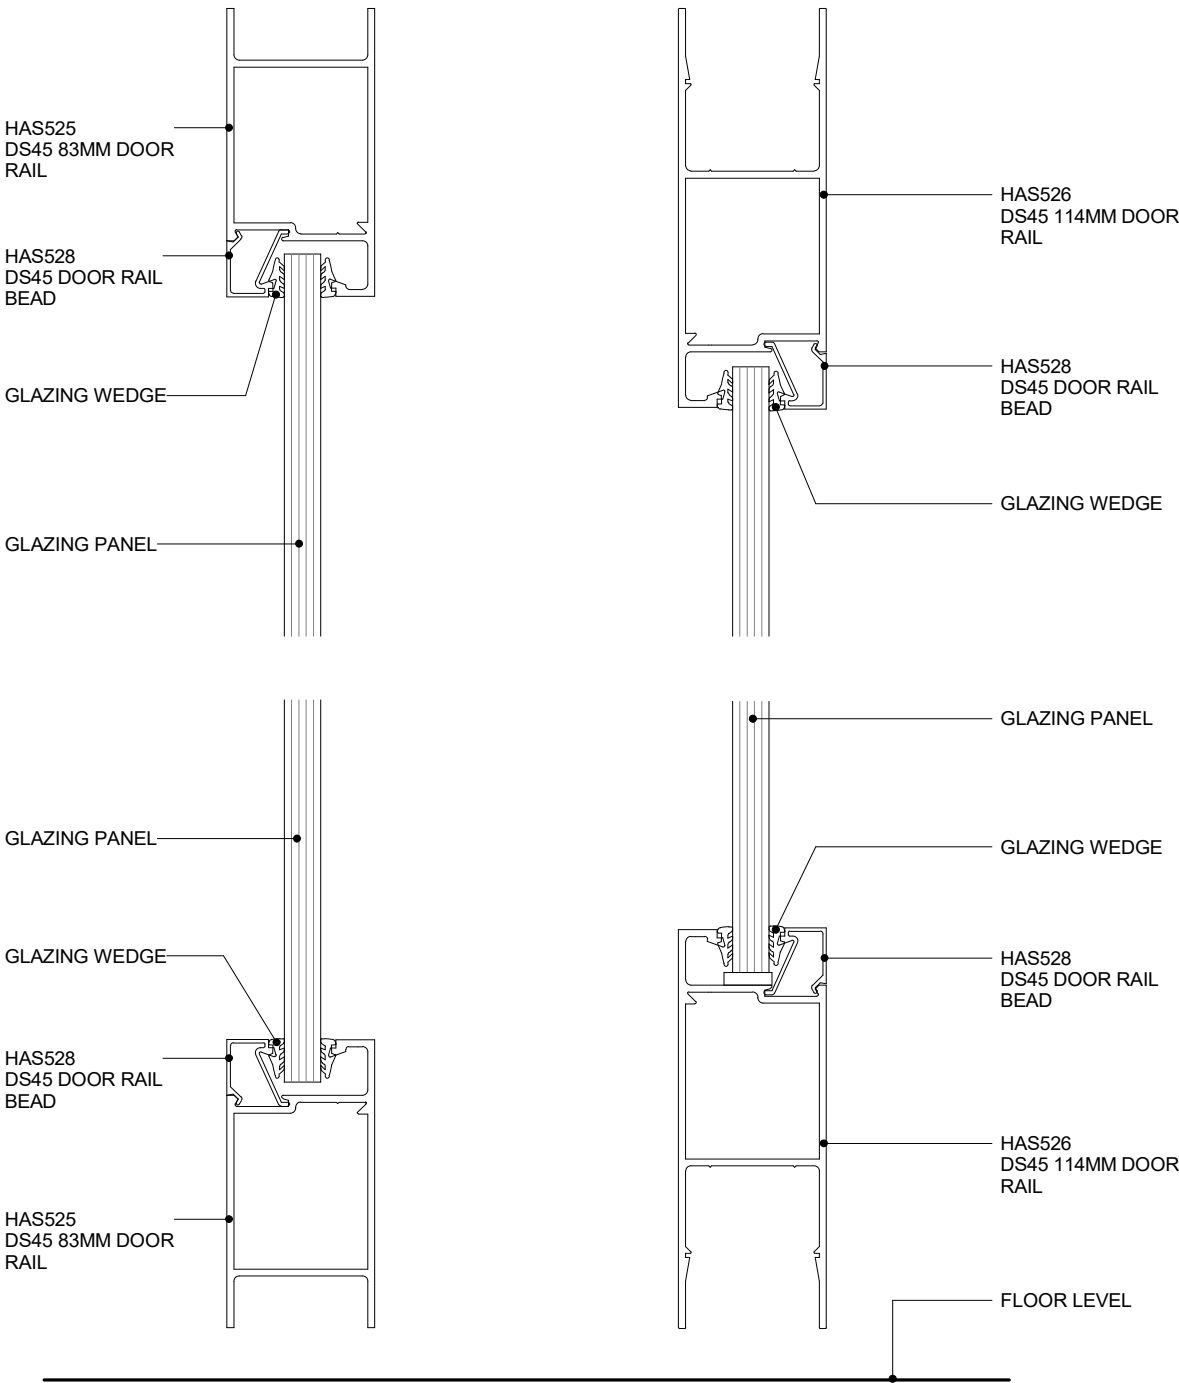 HAS525
DS45 83MM DOOR
RAIL
HAS528
DS45 DOOR RAIL
BEAD
GLAZING WEDGE
GLAZING PANEL
GLAZING PANEL
GLAZING WEDGE
HAS528
DS45 DOOR RAIL
BEAD
HAS525
DS45 83MM DOOR
RAIL
HAS526
DS45 114MM DOOR
RAIL
HAS528
DS45 DOOR RAIL
BEAD
GLAZING WEDGE
GLAZING PANEL
GLAZING WEDGE
HAS528
DS45 DOOR RAIL
BEAD
HAS526
DS45 114MM DOOR
RAIL
FLOOR LEVEL